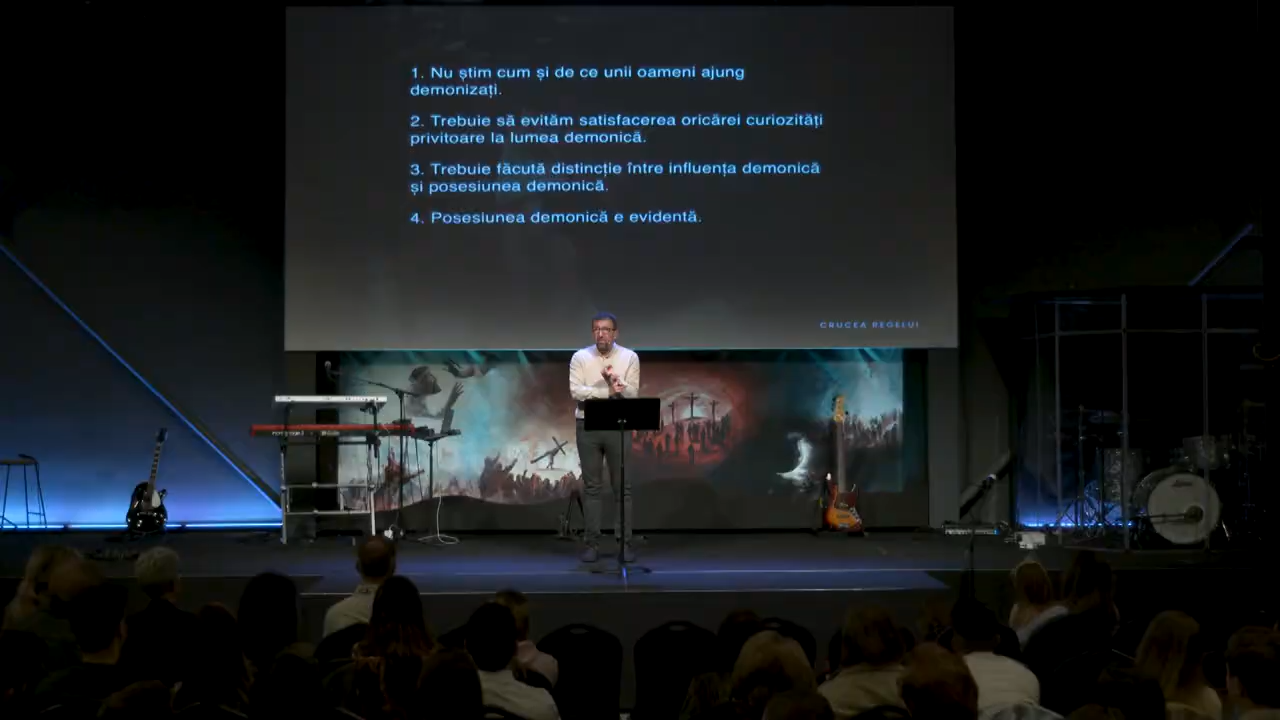 1. Nu știm cum și de ce unii oameni ajung
demonizați.
2. Trebuie să evităm satisfacerea oricărei curiozități
privitoare la lumea demonică.
3. Trebuie făcută distincție între influența demonică
și posesiunea demonică.
4. Posesiunea demonică e evidentă.
CRUCEA REGELUI